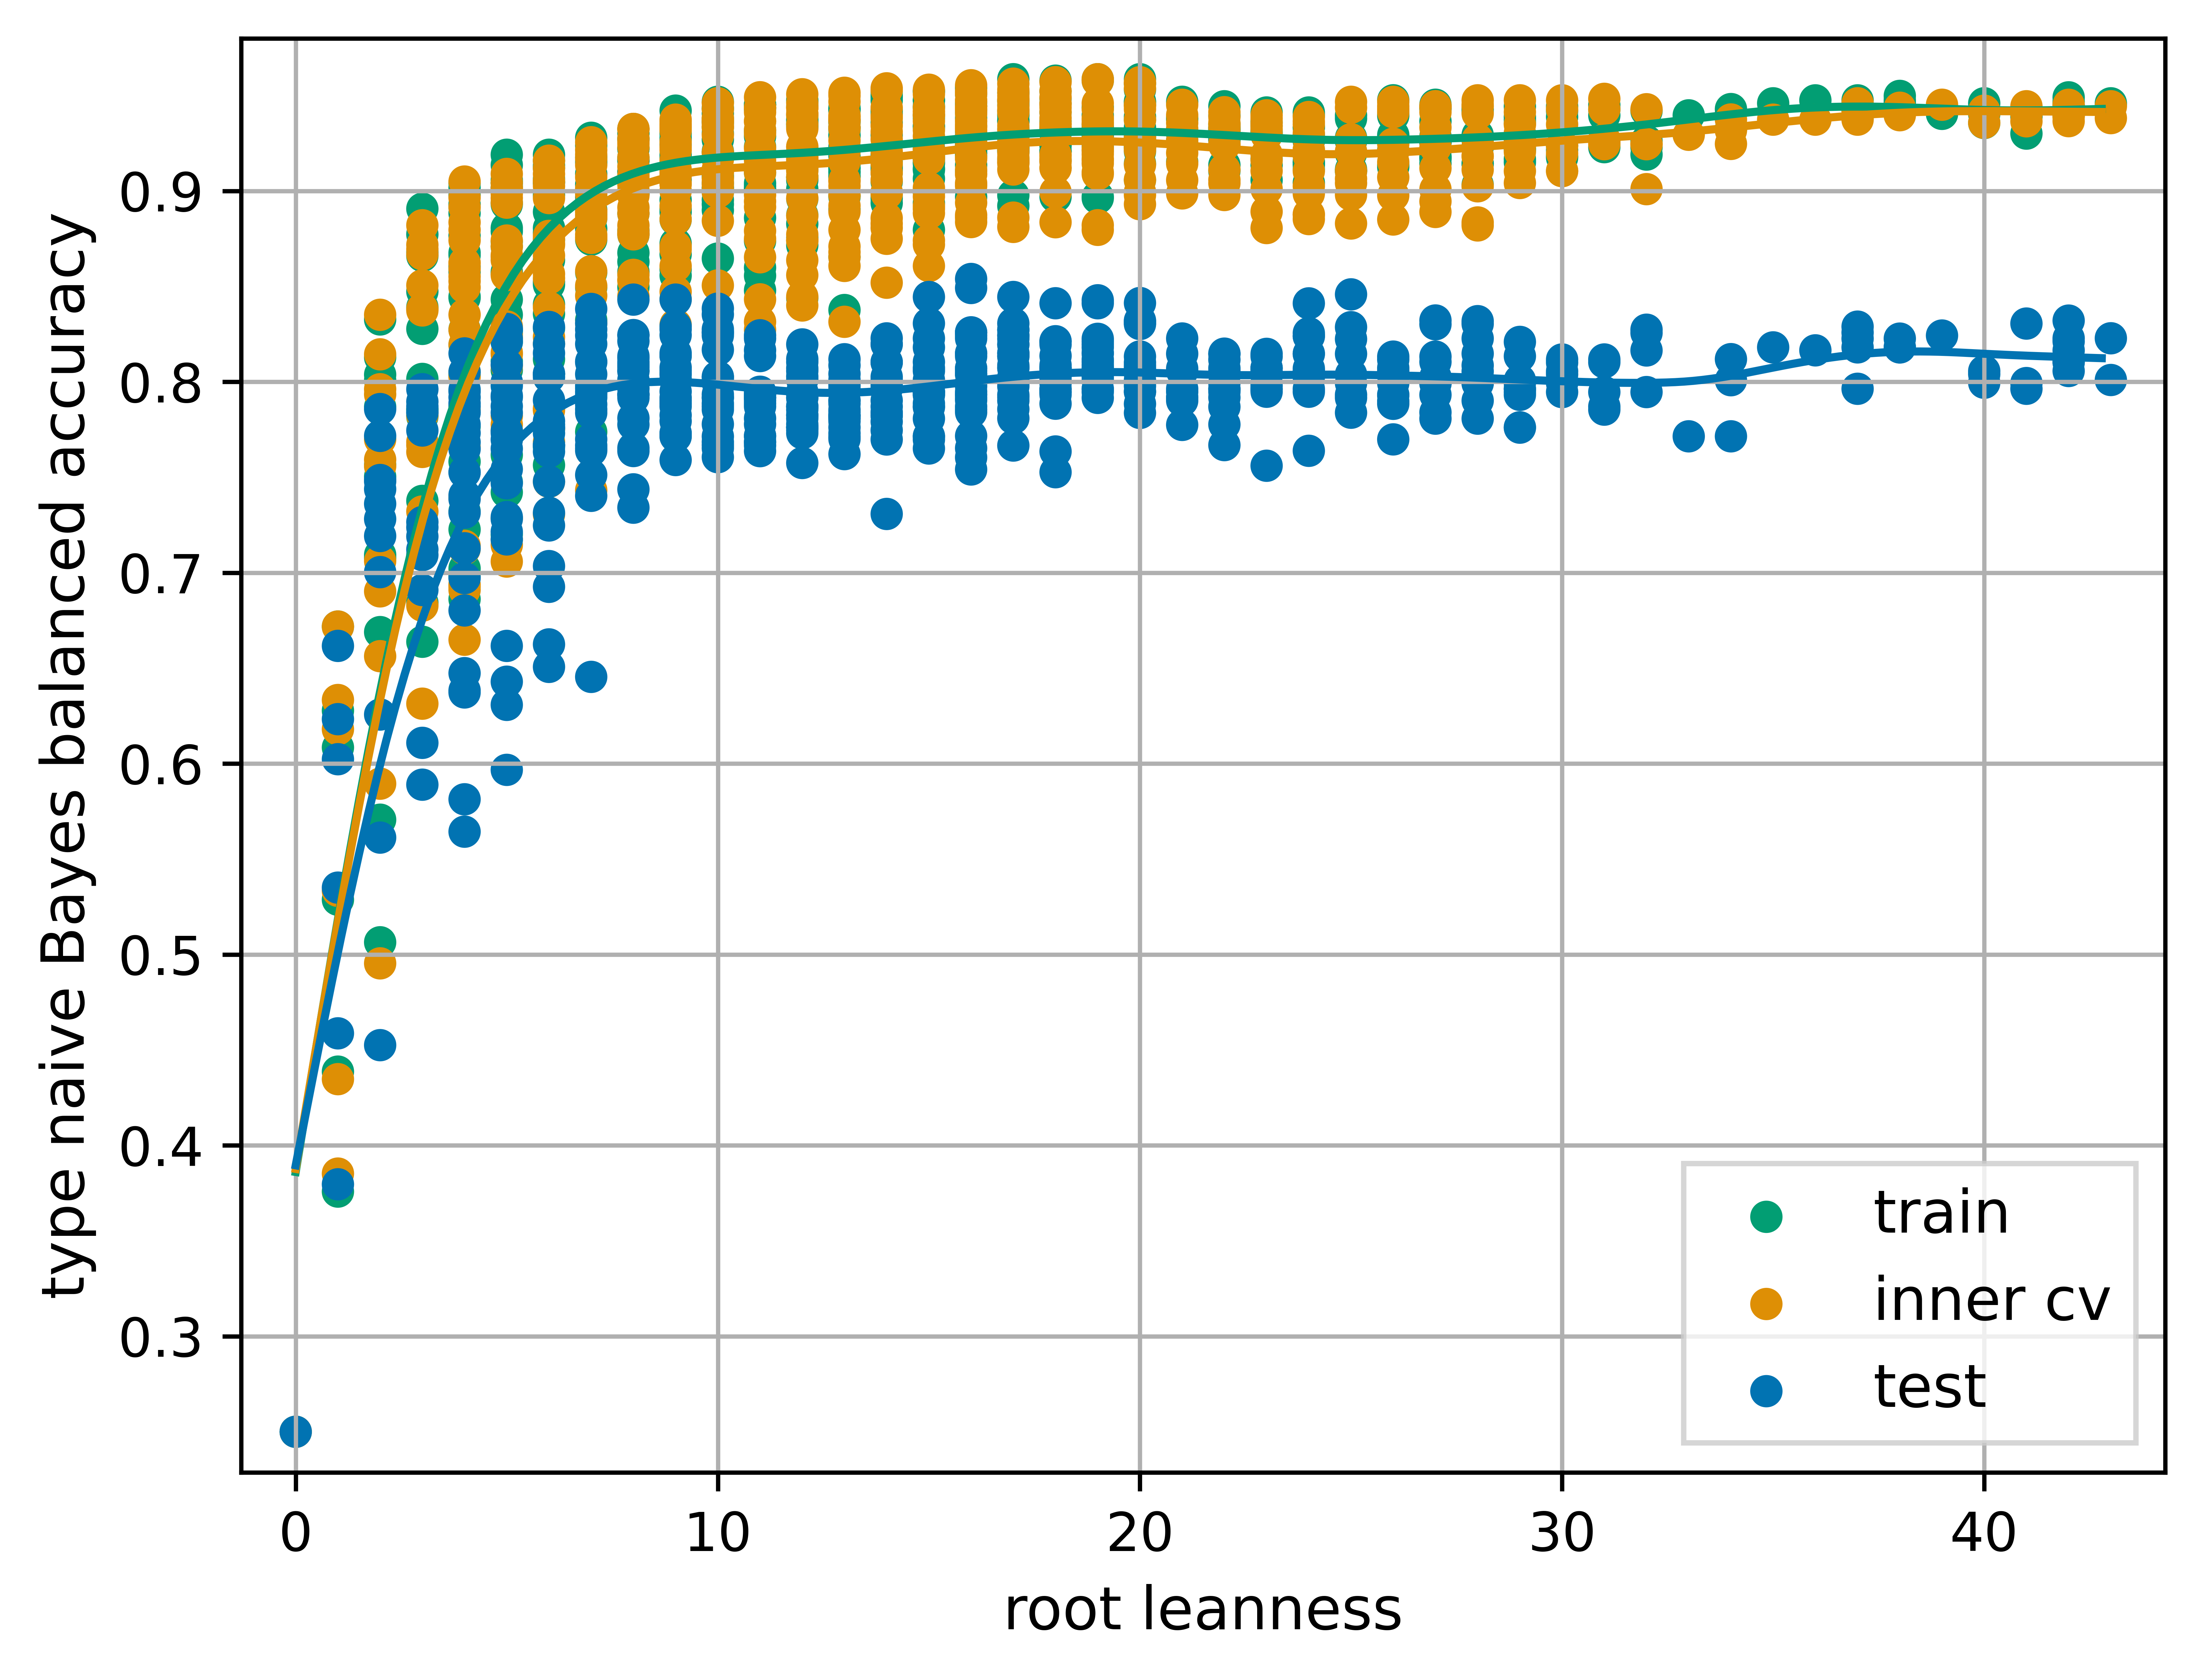 type naive Bayes balanced accuracy
0.9
0.8
0.7
0.6
0.5
0.4
0.3
0
10
20
30
40
root leanness
train
inner cv
test